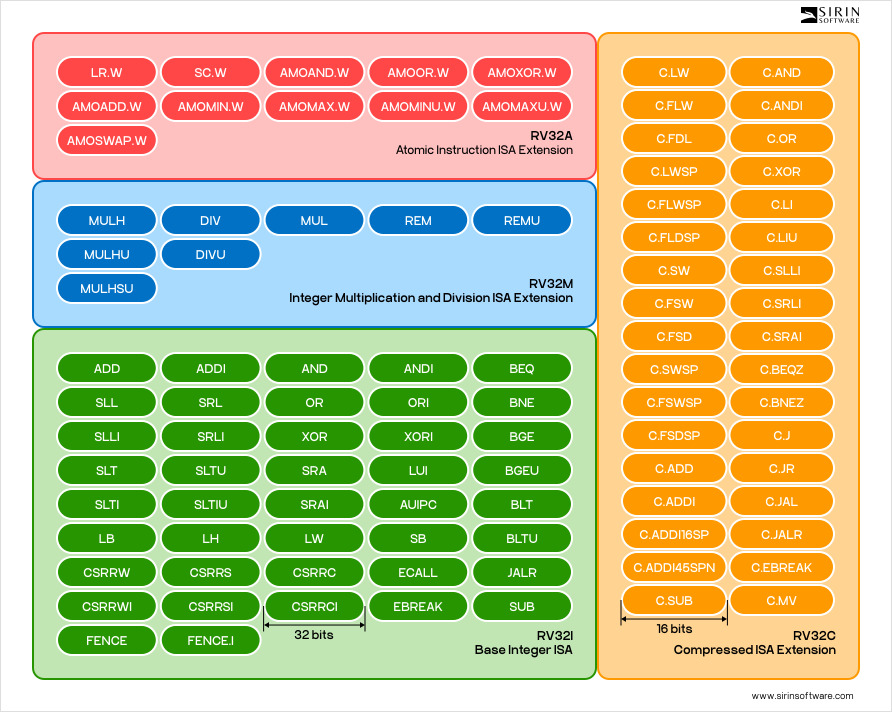 SIRIN
SOFTWARE
LR.W SC.W AMOAND.W AMOOR.W AMOXOR.W
AMOADD.W AMOMIN.W AMOMAX.W AMOMINU.W AMOMAXU.W
AMOSWAP.W
RV32A
Atomic Instruction ISA Extension
MULH DIV MUL REM REMU
MULHU DIVU
MULHSU
RV32M
Integer Multiplication and Division ISA Extension
ADD ADDI AND ANDI BEQ
SLL SRL OR ORI BNE
SLLI SRLI XOR XORI BGE
SLT SLTU SRA LUI BGEU
SLTI SLTIU SRAI AUIPC BLT
LB LH LW SB BLTU
CSRRW CSRRS CSRRC ECALL JALR
CSRRWI CSRRSI CSRRCI EBREAK SUB
FENCE FENCE.I
32 bits
RV32I
Base Integer ISA
C.LW C.AND
C.FLW C.ANDI
C.FDL C.OR
C.LWSP C.XOR
C.FLWSP C.LI
C.FLDSP C.LIU
C.SW C.SLLI
C.FSW C.SRLI
C.FSD C.SRAI
C.SWSP C.BEQZ
C.FSWSP C.BNEZ
C.FSDSP C.J
C.ADD C.JR
C.ADDI C.JAL
C.ADDI16SP C.JALR
C.ADDI45SPN C.EBREAK
C.SUB C.MV
16 bits
RV32C
Compressed ISA Extension
www.sirinsoftware.com